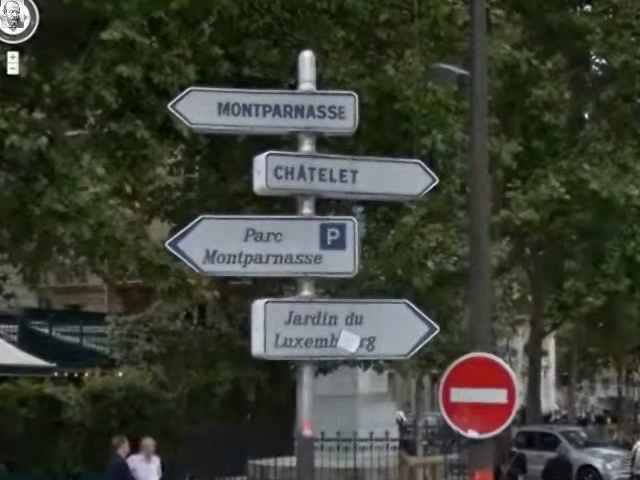 MONTPARNASSE
CHÂTELET
P
Parc
Montparnasse
Jardin du